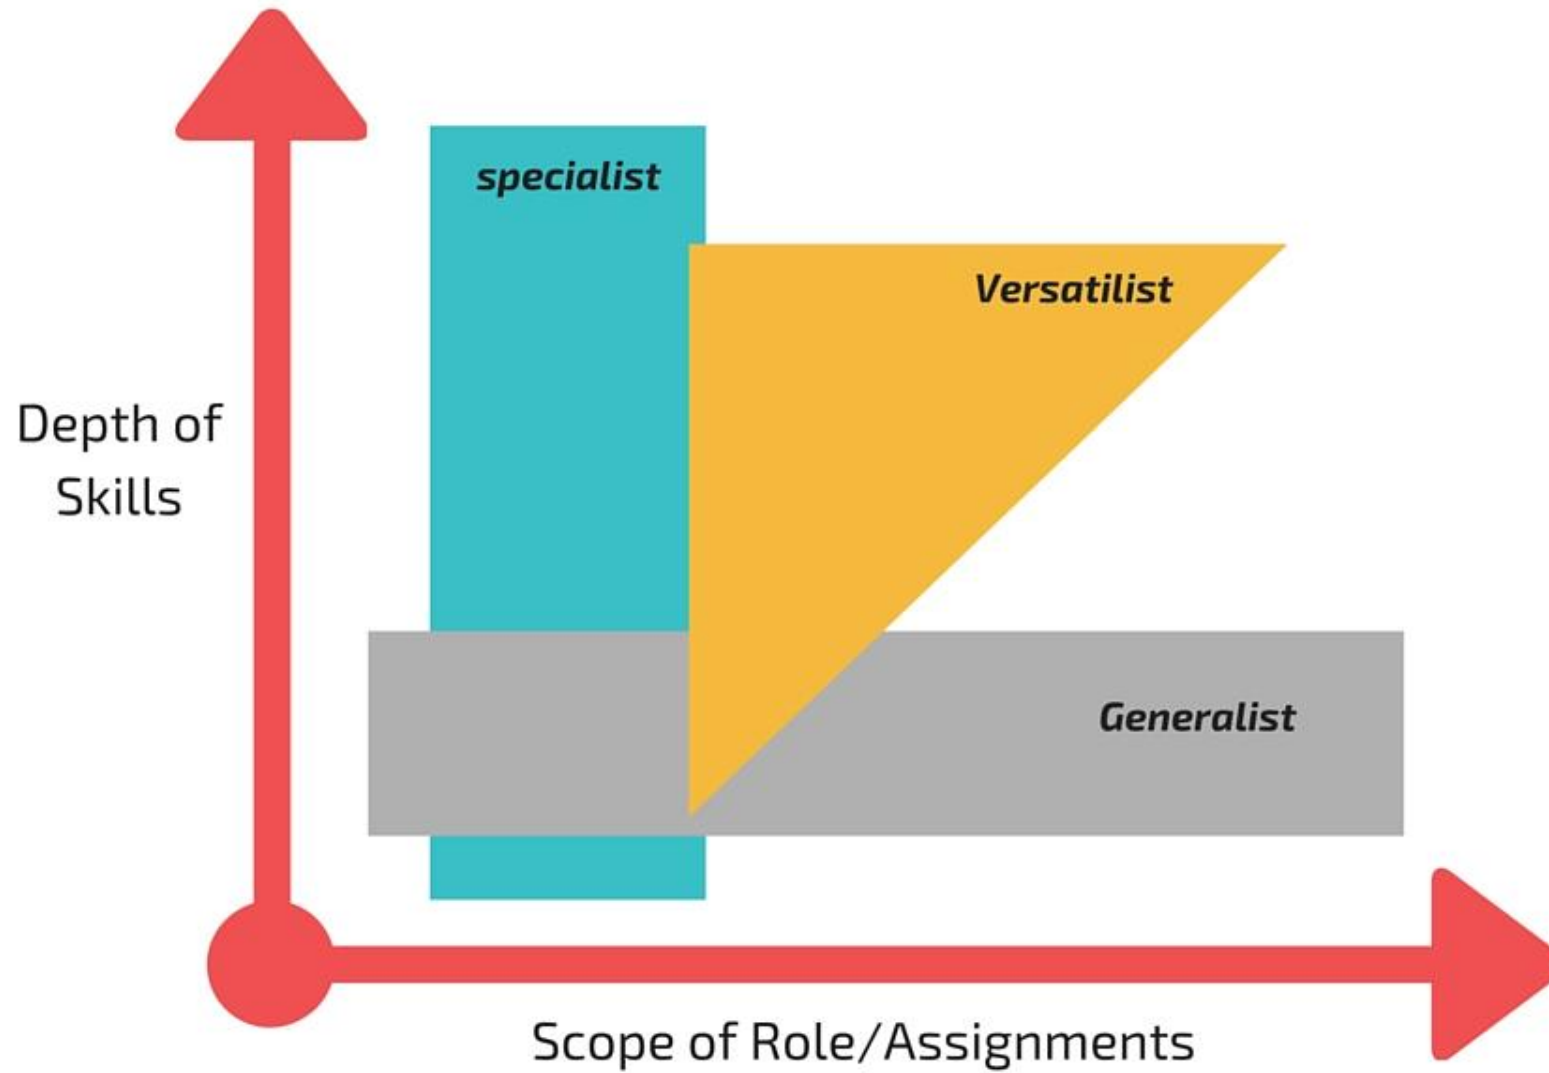 specialist
Versatilist
Depth of
Skills
Generalist
Scope of Role/Assignments